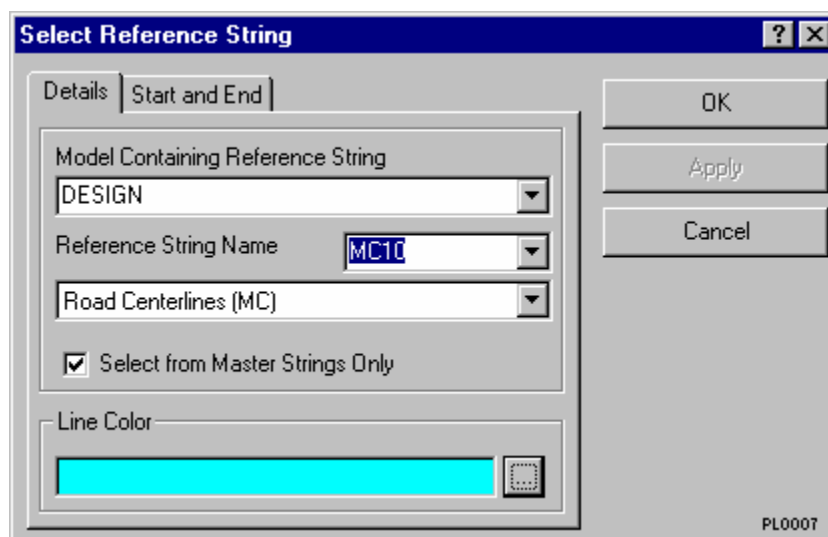 Select Reference String
Details
Start and End
Model Containing Reference String
DESIGN
Reference String Name
MC10
Road Centerlines (MC)
Select from Master Strings Only
Line Color
...
OK
Apply
Cancel
PL0007